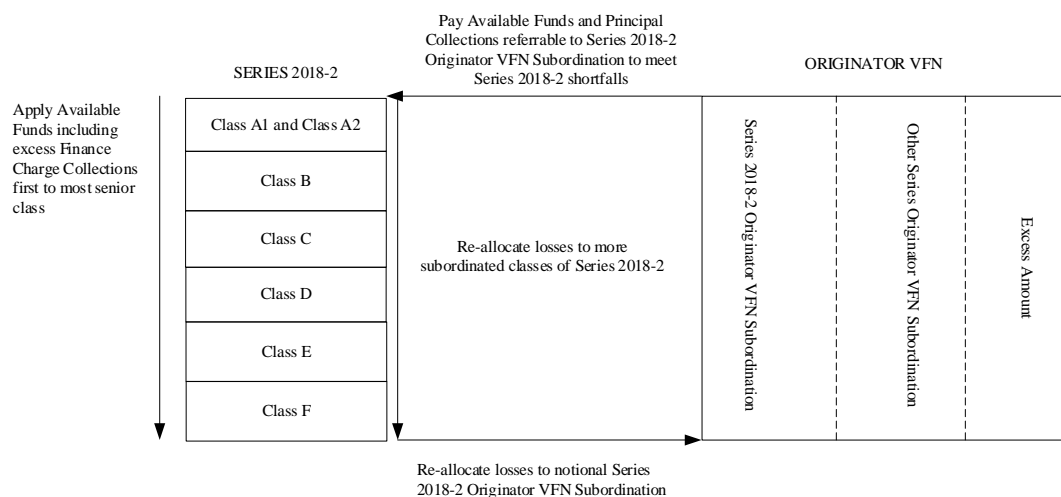 Pay Available Funds and Principal
Collections referrable to Series 2018-2
Originator VFN Subordination to meet
Series 2018-2 shortfalls
SERIES 2018-2
ORIGINATOR VFN
Apply Available
Funds including
excess Finance
Charge Collections
first to most senior
class
Class A1 and Class A2
Class B
Class C
Class D
Class E
Class F
Re-allocate losses to more
subordinated classes of Series 2018-2
Series 2018-2 Originator VFN Subordination
Other Series Originator VFN Subordination
Excess Amount
Re-allocate losses to notional Series
2018-2 Originator VFN Subordination